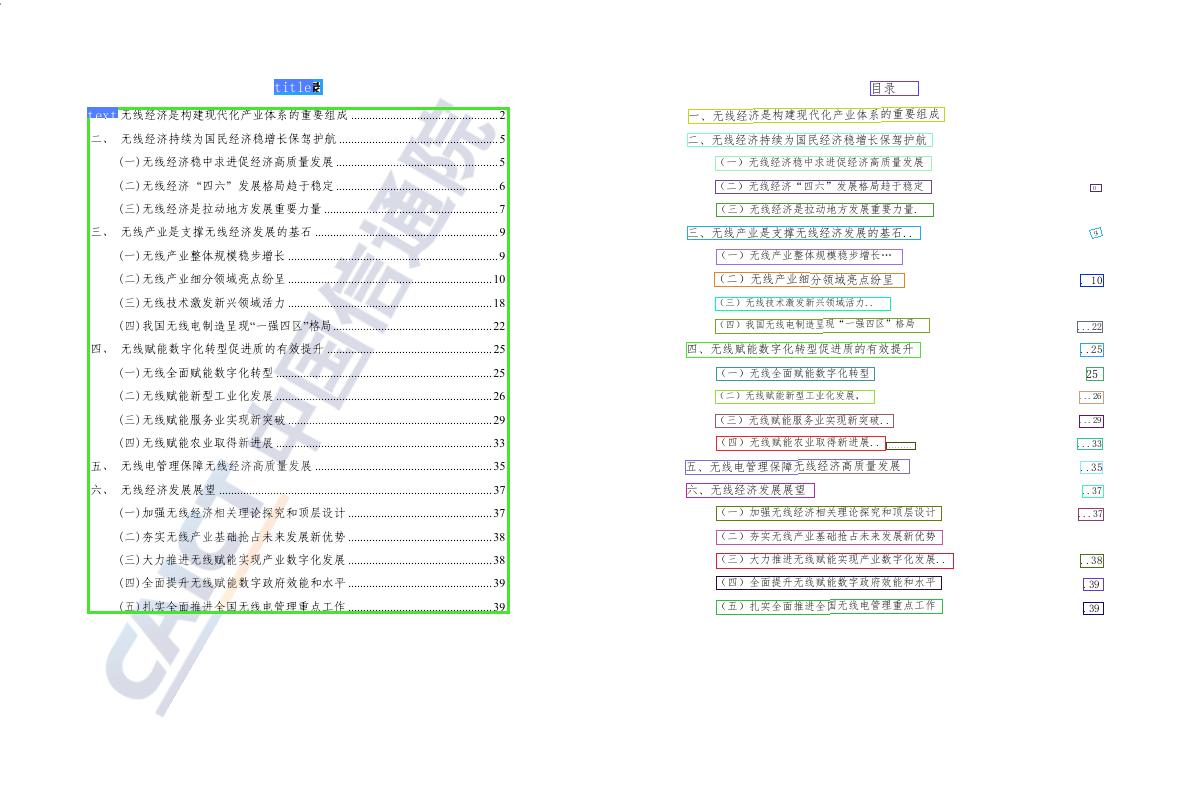 title录
text 无线经济是构建现代化产业体系的重要组成 ........ 2
二、 无线经济持续为国民经济稳增长保驾护航 ........ 5
(一)无线经济稳中求进促经济高质量发展 ........ 5
(二)无线经济“四六”发展格局趋于稳定 ........ 6
(三)无线经济是拉动地方发展重要力量 ........ 7
三、 无线产业是支撑无线经济发展的基石 ........ 9
(一)无线产业整体规模稳步增长 ........ 9
(二)无线产业细分领域亮点纷呈 ........ 10
(三)无线技术激发新兴领域活力 ........ 18
(四)我国无线电制造呈现“一强四区”格局 ........ 22
四、 无线赋能数字化转型促进质的有效提升 ........ 25
(一)无线全面赋能数字化转型 ........ 25
(二)无线赋能新型工业化发展 ........ 26
(三)无线赋能服务业实现新突破 ........ 29
(四)无线赋能农业取得新进展 ........ 33
五、 无线电管理保障无线经济高质量发展 ........ 35
六、 无线经济发展展望 ........ 37
(一)加强无线经济相关理论探究和顶层设计 ........ 37
(二)夯实无线产业基础抢占未来发展新优势 ........ 38
(三)大力推进无线赋能实现产业数字化发展 ........ 38
(四)全面提升无线赋能数字政府效能和水平 ........ 39
(五)扎实全面推进全国无线电管理重点工作 ........ 39
CAICT 中国信通院
目录
一、无线经济是构建现代化产业体系的重要组成
二、无线经济持续为国民经济稳增长保驾护航
（一）无线经济稳中求进促经济高质量发展
（二）无线经济“四六”发展格局趋于稳定
（三）无线经济是拉动地方发展重要力量.
三、无线产业是支撑无线经济发展的基石.. 9
（一）无线产业整体规模稳步增长…
（二）无线产业细分领域亮点纷呈 . 10
（三）无线技术激发新兴领域活力..
（四）我国无线电制造呈现“一强四区”格局 ...22
四、无线赋能数字化转型促进质的有效提升 ..25
（一）无线全面赋能数字化转型 25
（二）无线赋能新型工业化发展, ...26
（三）无线赋能服务业实现新突破.. ...29
（四）无线赋能农业取得新进展.. ........ ...33
五、无线电管理保障无线经济高质量发展 ..35
六、无线经济发展展望 ..37
（一）加强无线经济相关理论探究和顶层设计 ...37
（二）夯实无线产业基础抢占未来发展新优势
（三）大力推进无线赋能实现产业数字化发展.. ..38
（四）全面提升无线赋能数字政府效能和水平 .39
（五）扎实全面推进全国无线电管理重点工作 .39